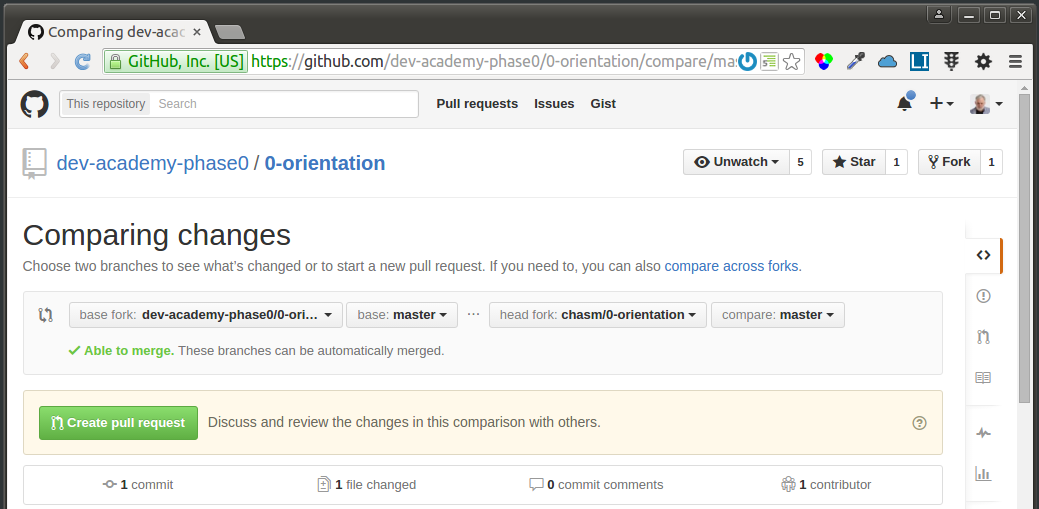 Comparing dev-acad
GitHub, Inc. [US] https://github.com/dev-academy-phase0/0-orientation/compare/mas
LI
This repository Search Pull requests Issues Gist
dev-academy-phase0 / 0-orientation Unwatch 5 Star 1 Fork 1
Comparing changes
Choose two branches to see what's changed or to start a new pull request. If you need to, you can also compare across forks.
base fork: dev-academy-phase0/0-ori... base: master ... head fork: chasm/0-orientation compare: master
Able to merge. These branches can be automatically merged.
Create pull request Discuss and review the changes in this comparison with others.
1 commit 1 file changed 0 commit comments 1 contributor